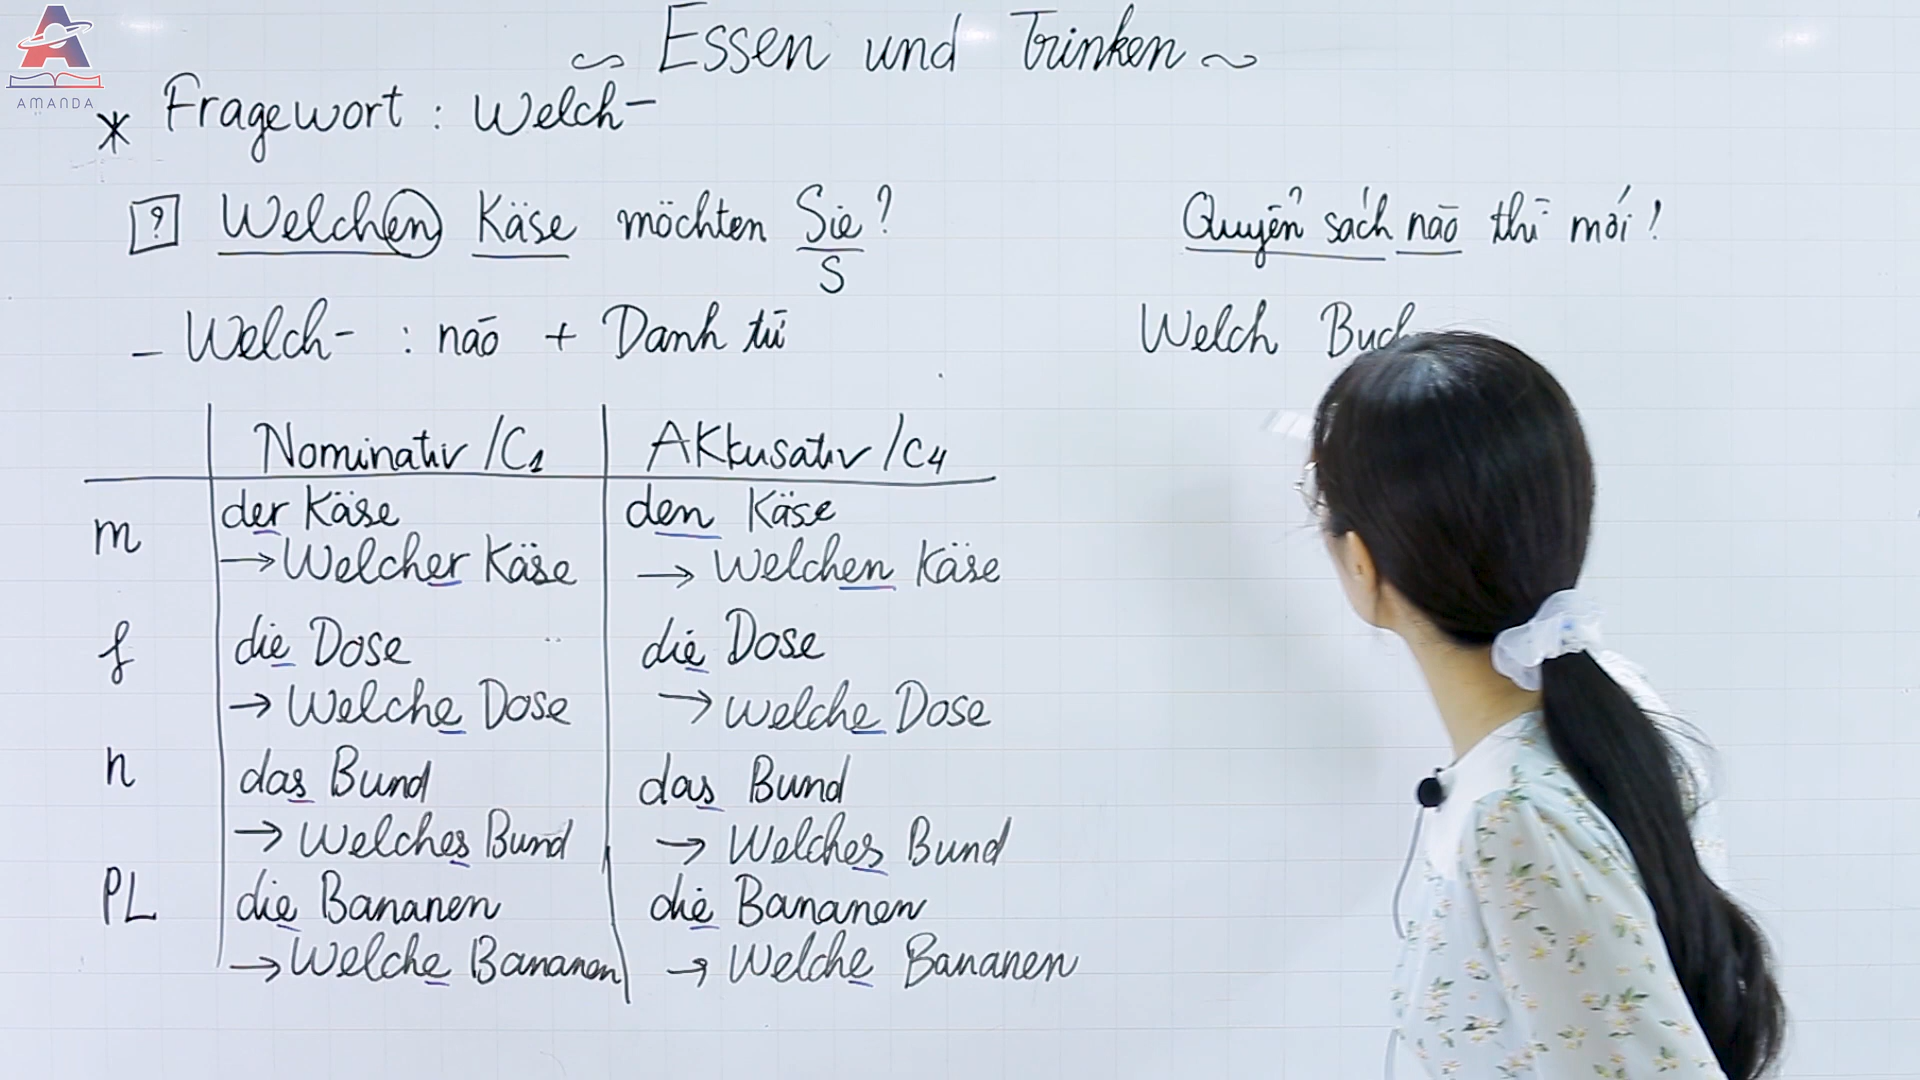 AMANDA
~ Essen und Trinken ~
* Fragewort : Welch-
? Welchen Käse möchten Sie?
S
- Welch- : nào + Danh từ
Nominativ /C1 Akkusativ /C4
m der Käse den Käse
→ Welcher Käse → Welchen Käse
f die Dose die Dose
→ Welche Dose → Welche Dose
n das Bund das Bund
→ Welches Bund → Welches Bund
PL die Bananen die Bananen
→ Welche Bananen → Welche Bananen
Quyển sách nào thì mới?
Welch Buch